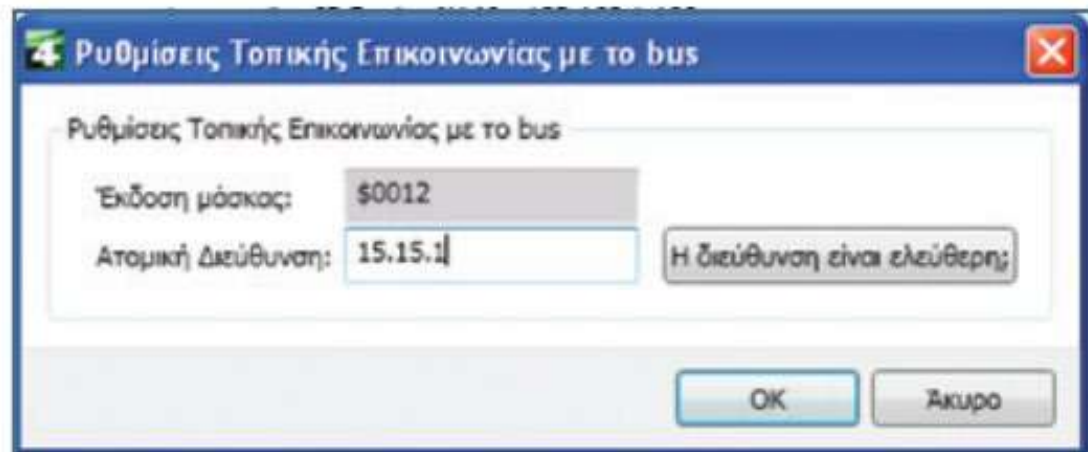 4 Ρυθμίσεις Τοπικής Επικοινωνίας με το bus
Ρυθμίσεις Τοπικής Επικοινωνίας με το bus
Έκδοση μάσκας: $0012
Ατομική Διεύθυνση: 15.15.1 Η διεύθυνση είναι ελεύθερη;
OK Άκυρο